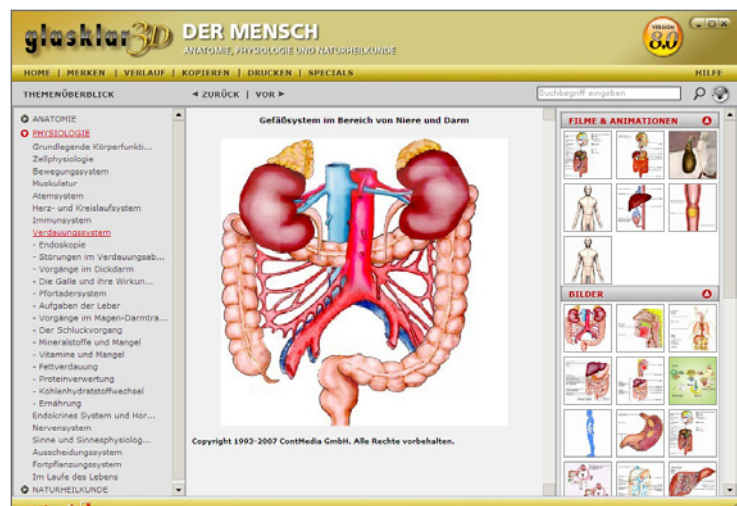 glasklar3D
DER MENSCH
ANATOMIE, PHYSIOLOGIE UND NATURHEILKUNDE
VERSION
8.0
HOME | MERKEN | VERLAUF | KOPIEREN | DRUCKEN | SPECIALS
HILFE
THEMENÜBERBLICK
ZURÜCK | VOR
Suchbegriff eingeben
ANATOMIE
PHYSIOLOGIE
Grundlegende Körperfunkti...
Zellphysiologie
Bewegungssystem
Muskulatur
Atemsystem
Herz- und Kreislaufsystem
Immunsystem
Verdauungssystem
- Endoskopie
- Störungen im Verdauungsab...
- Vorgänge im Dickdarm
- Die Galle und ihre Wirkun...
- Pfortadersystem
- Aufgaben der Leber
- Vorgänge im Magen-Darmtra...
- Der Schluckvorgang
- Mineralstoffe und Mangel
- Vitamine und Mangel
- Fettverdauung
- Proteinverwertung
- Kohlenhydratstoffwechsel
- Ernährung
Endokrines System und Hor...
Nervensystem
Sinne und Sinnesphysiolog...
Ausscheidungssystem
Fortpflanzungssystem
Im Laufe des Lebens
NATURHEILKUNDE
Gefäßsystem im Bereich von Niere und Darm
Copyright 1993-2007 ContMedia GmbH. Alle Rechte vorbehalten.
FILME & ANIMATIONEN
BILDER